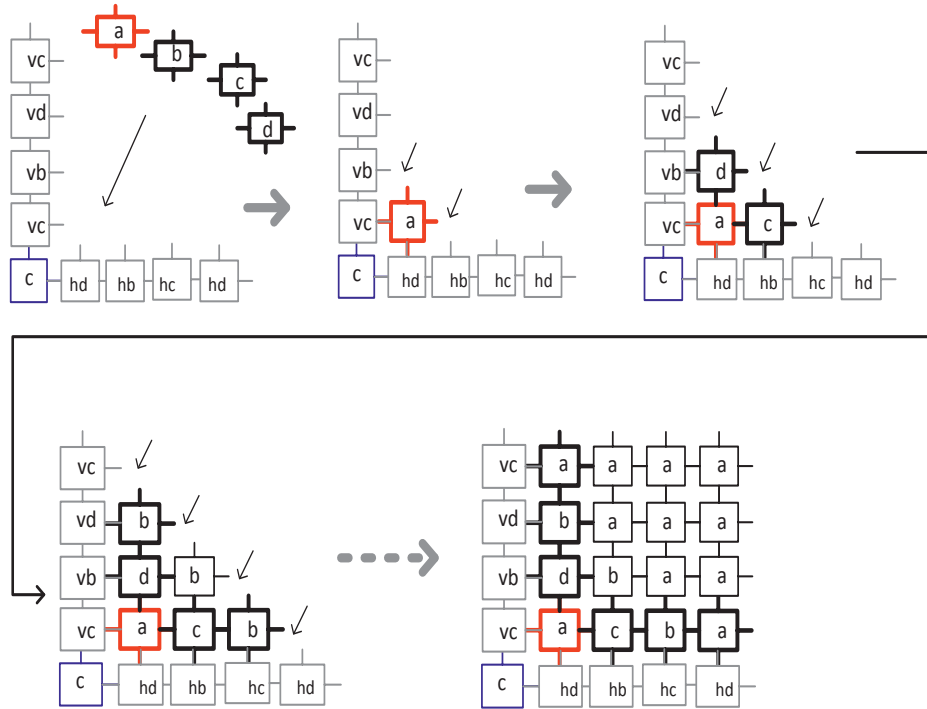 a
b
c
d
vc
vd
vb
vc
c hd hb hc hd
vc
vd
vb
vc a
c hd hb hc hd
vc
vd
vb d
vc a c
c hd hb hc hd
vc
vd b
vb d b
vc a c b
c hd hb hc hd
vc a a a a
vd b a a a
vb d b a a
vc a c b a
c hd hb hc hd